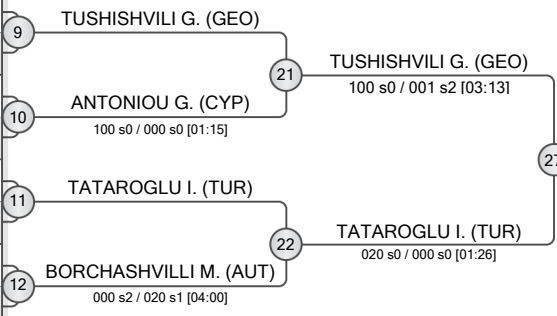 TUSHISHVILI G. (GEO)
9
21
TUSHISHVILI G. (GEO)
100 s0 / 001 s2 [03:13]
ANTONIOU G. (CYP)
10
100 s0 / 000 s0 [01:15]
27
TATAROGLU I. (TUR)
11
22
TATAROGLU I. (TUR)
020 s0 / 000 s0 [01:26]
BORCHASHVILLI M. (AUT)
12
000 s2 / 020 s1 [04:00]